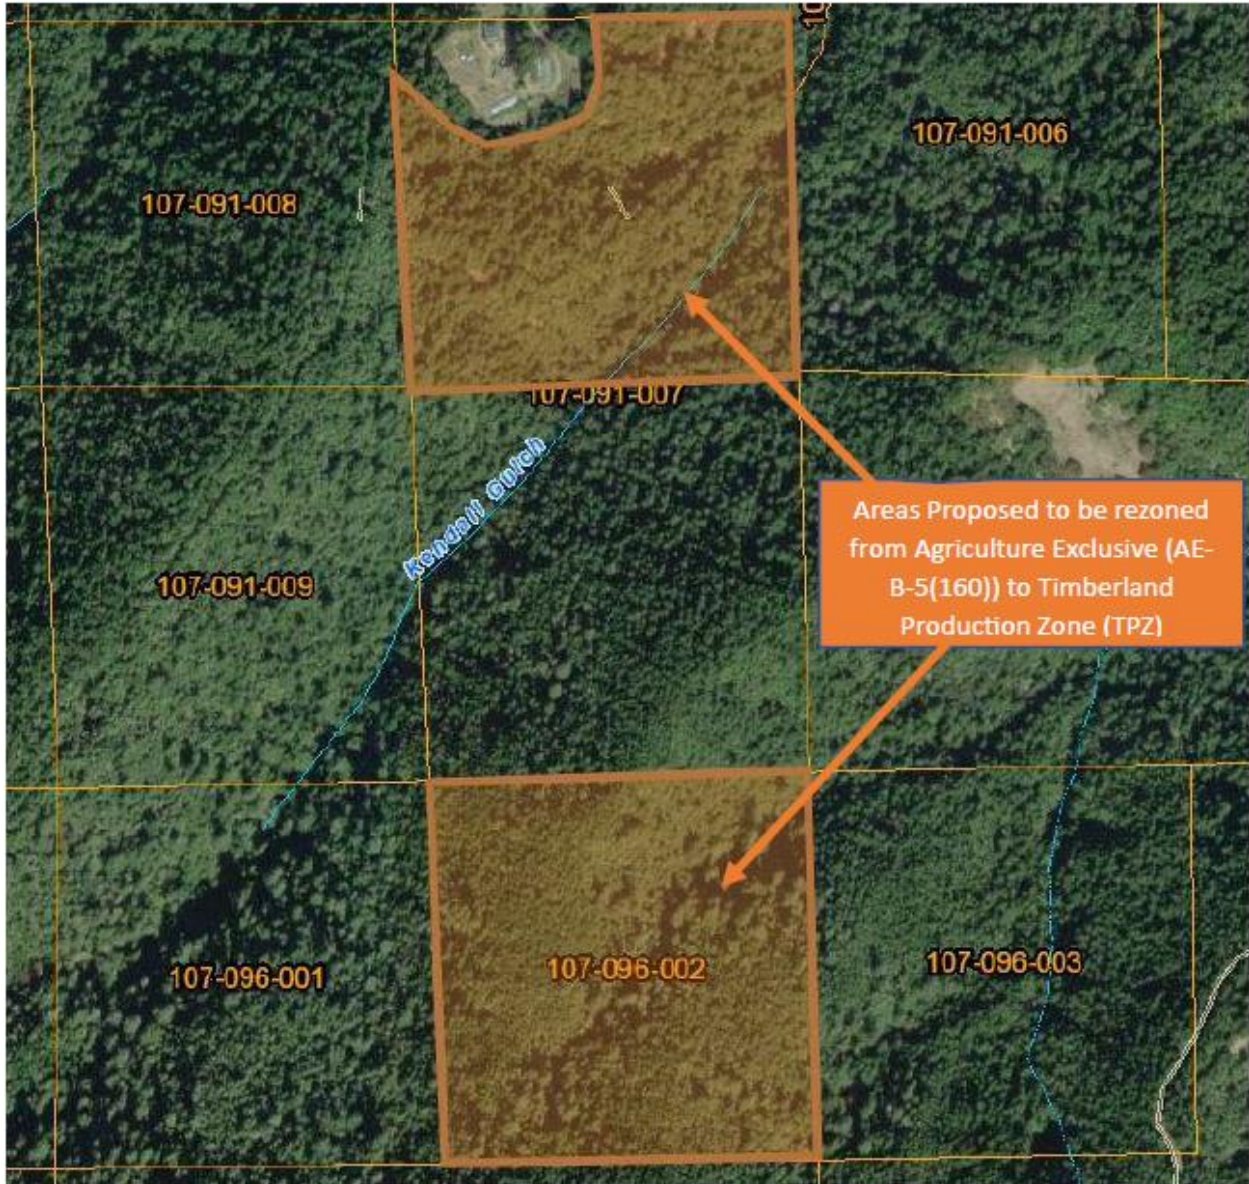 10
107-091-006
107-091-008
107-091-007
Kendall Gulch
Areas Proposed to be rezoned
from Agriculture Exclusive (AE-
B-5(160)) to Timberland
Production Zone (TPZ)
107-091-009
107-096-001
107-096-002
107-096-003